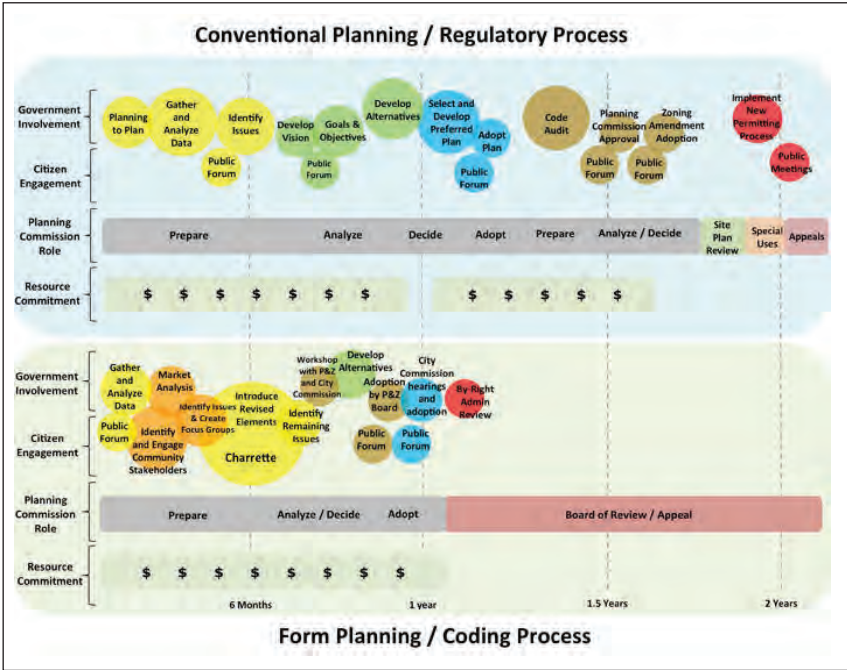 Conventional Planning / Regulatory Process
Government
Involvement
Planning
to Plan
Gather
and
Analyze
Data
Identify
Issues
Develop
Vision
Goals &
Objectives
Develop
Alternatives
Select and
Develop
Preferred
Plan
Adopt
Plan
Code
Audit
Planning
Commission
Approval
Zoning
Amendment
Adoption
Implement
New
Permitting
Process
Citizen
Engagement
Public
Forum
Public
Forum
Public
Forum
Public
Forum
Public
Forum
Public
Meetings
Planning
Commission
Role
Prepare
Analyze
Decide
Adopt
Prepare
Analyze / Decide
Site
Plan
Review
Special
Uses
Appeals
Resource
Commitment
$ $ $ $ $ $ $ $ $ $ $ $
Government
Involvement
Gather
and
Analyze
Data
Market
Analysis
Identify Issues
& Create
Focus Groups
Introduce
Revised
Elements
Workshop
with P&Z
and City
Commission
Develop
Alternatives
Adoption
by P&Z
Board
City
Commission
hearings
and
adoption
By-Right
Admin
Review
Citizen
Engagement
Public
Forum
Identify
and Engage
Community
Stakeholders
Charrette
Identify
Remaining
Issues
Public
Forum
Public
Forum
Planning
Commission
Role
Prepare
Analyze / Decide
Adopt
Board of Review / Appeal
Resource
Commitment
$ $ $ $ $ $ $ $
6 Months
1 year
1.5 Years
2 Years
Form Planning / Coding Process